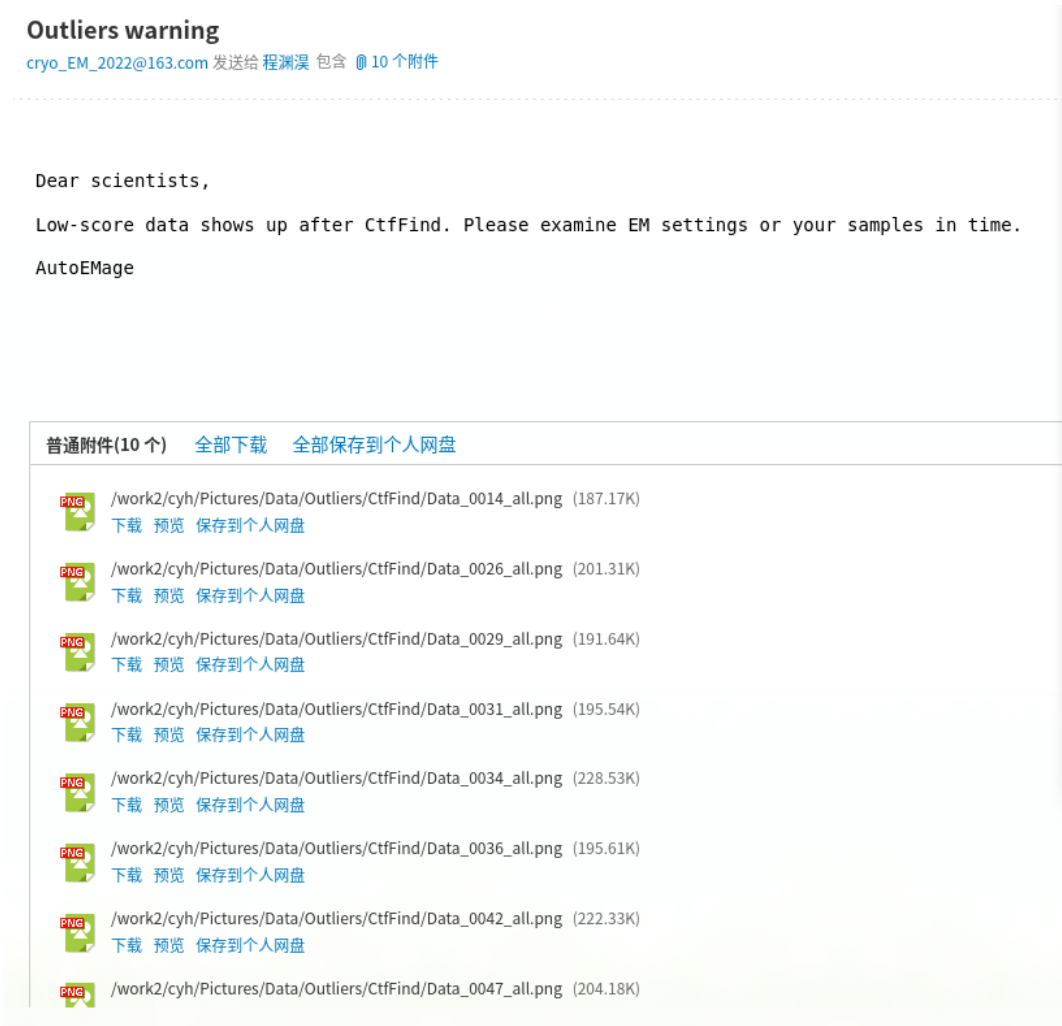 Outliers warning
cryo_EM_2022@163.com 发送给 程渊淏 包含 10 个附件
Dear scientists,
Low-score data shows up after CtfFind. Please examine EM settings or your samples in time.
AutoEMage
普通附件(10 个) 全部下载 全部保存到个人网盘
PNG /work2/cyh/Pictures/Data/Outliers/CtfFind/Data_0014_all.png (187.17K)
下载 预览 保存到个人网盘
PNG /work2/cyh/Pictures/Data/Outliers/CtfFind/Data_0026_all.png (201.31K)
下载 预览 保存到个人网盘
PNG /work2/cyh/Pictures/Data/Outliers/CtfFind/Data_0029_all.png (191.64K)
下载 预览 保存到个人网盘
PNG /work2/cyh/Pictures/Data/Outliers/CtfFind/Data_0031_all.png (195.54K)
下载 预览 保存到个人网盘
PNG /work2/cyh/Pictures/Data/Outliers/CtfFind/Data_0034_all.png (228.53K)
下载 预览 保存到个人网盘
PNG /work2/cyh/Pictures/Data/Outliers/CtfFind/Data_0036_all.png (195.61K)
下载 预览 保存到个人网盘
PNG /work2/cyh/Pictures/Data/Outliers/CtfFind/Data_0042_all.png (222.33K)
下载 预览 保存到个人网盘
PNG /work2/cyh/Pictures/Data/Outliers/CtfFind/Data_0047_all.png (204.18K)